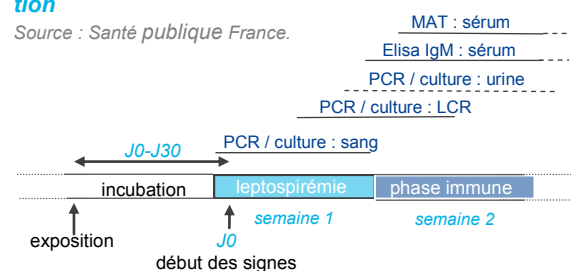 tion
Source : Santé publique France.
MAT : sérum
Elisa IgM : sérum
PCR / culture : urine
PCR / culture : LCR
PCR / culture : sang
J0-J30
incubation
leptospirémie
phase immune
semaine 1
semaine 2
exposition
J0
début des signes